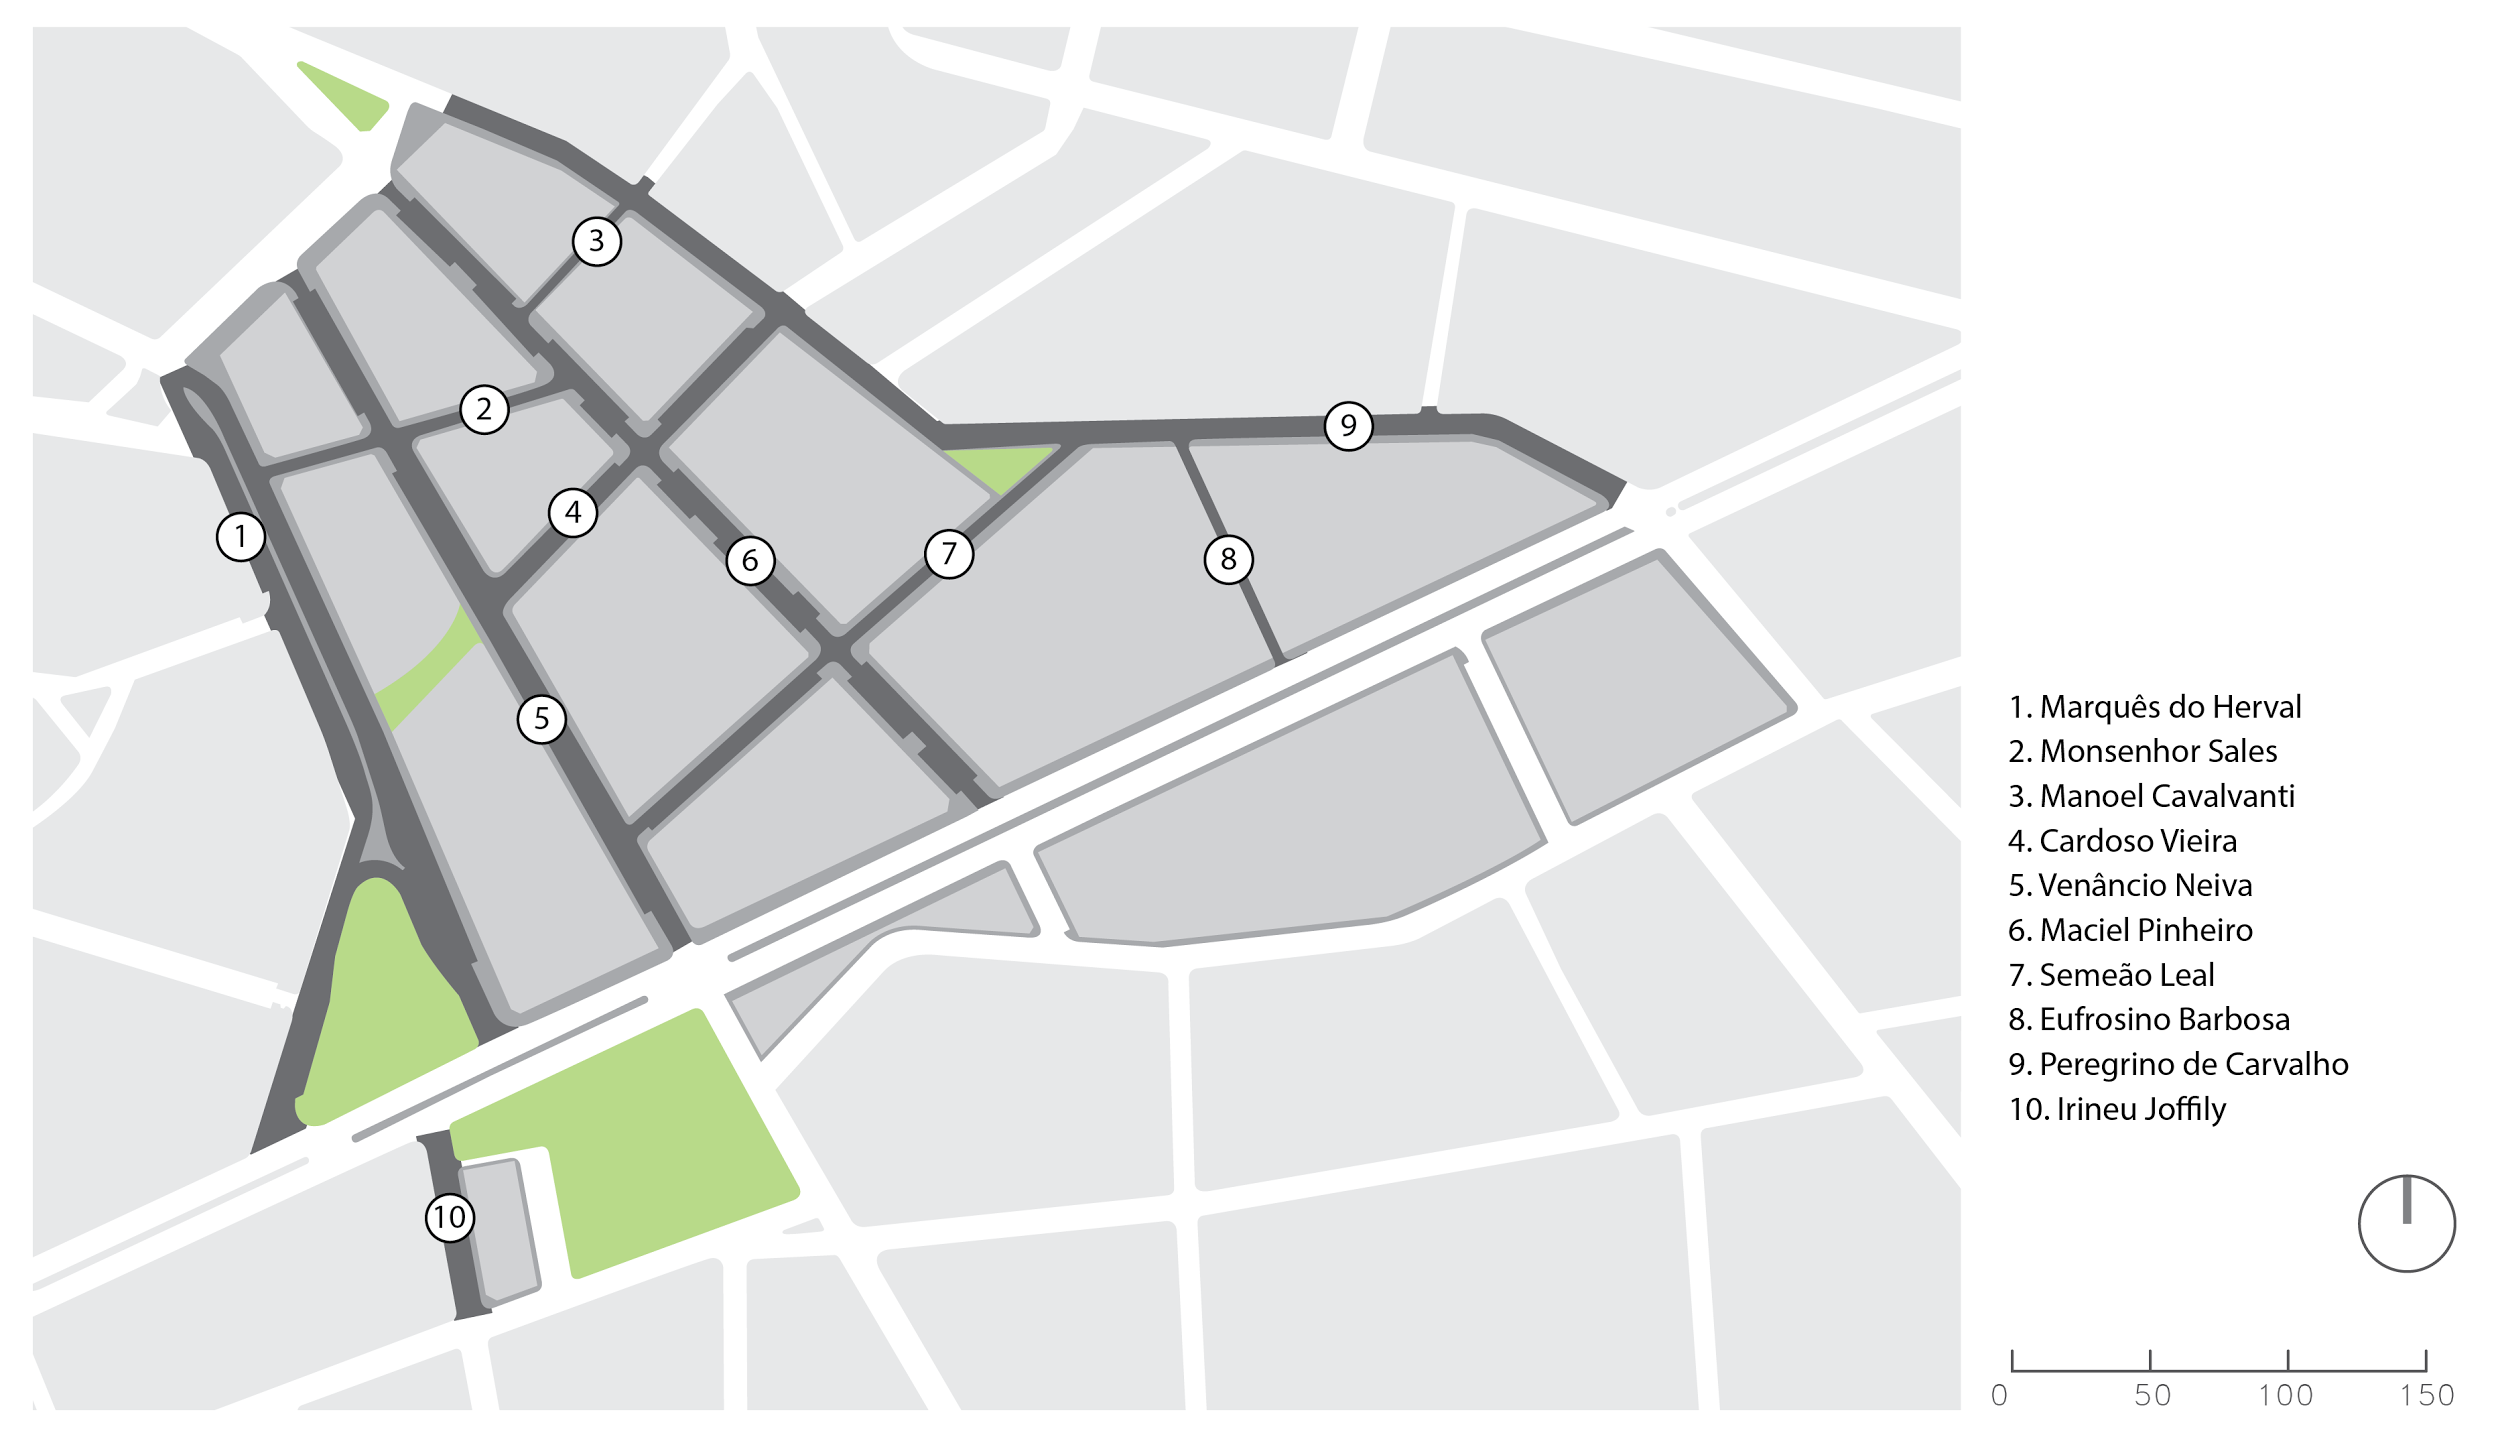 3
2
9
4
1
7
8
6
5
10
1. Marquês do Herval
2. Monsenhor Sales
3. Manoel Cavalvanti
4. Cardoso Vieira
5. Venâncio Neiva
6. Maciel Pinheiro
7. Semeão Leal
8. Eufrosino Barbosa
9. Peregrino de Carvalho
10. Irineu Joffily
0 50 100 150